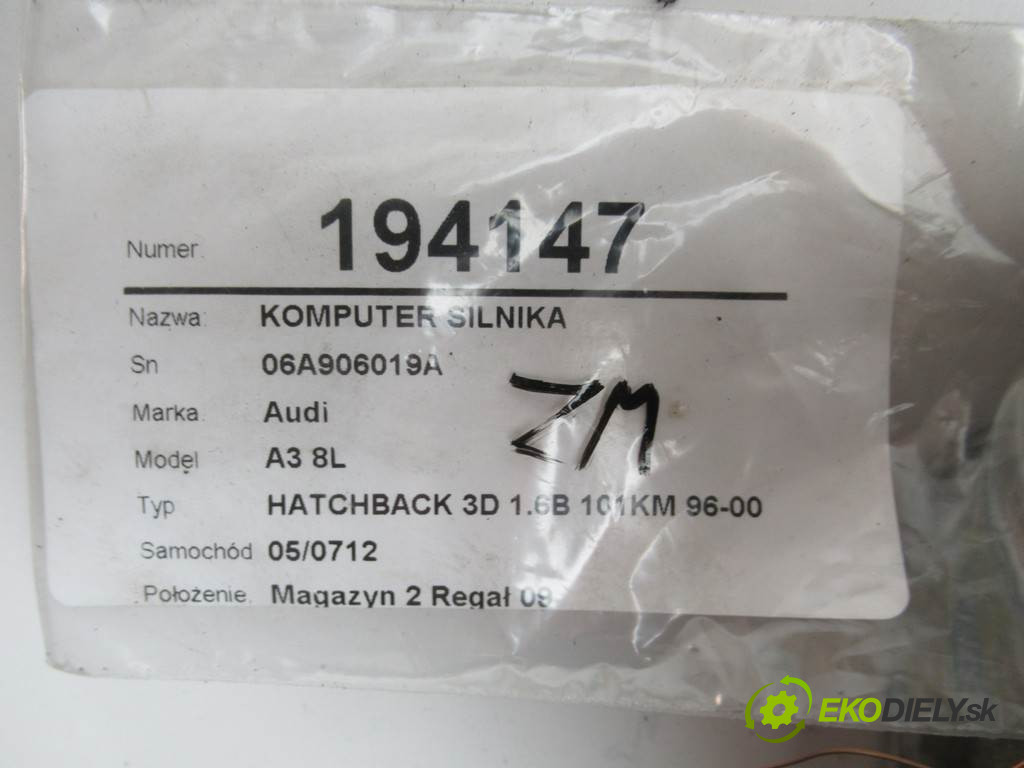 Numer. 194147
Nazwa: KOMPUTER SILNIKA
Sn 06A906019A
Marka. Audi
Model A3 8L
Typ HATCHBACK 3D 1.6B 101KM 96-00
Samochód 05/0712
Położenie. Magazyn 2 Regał 09
ZM
EKODIELY.sk